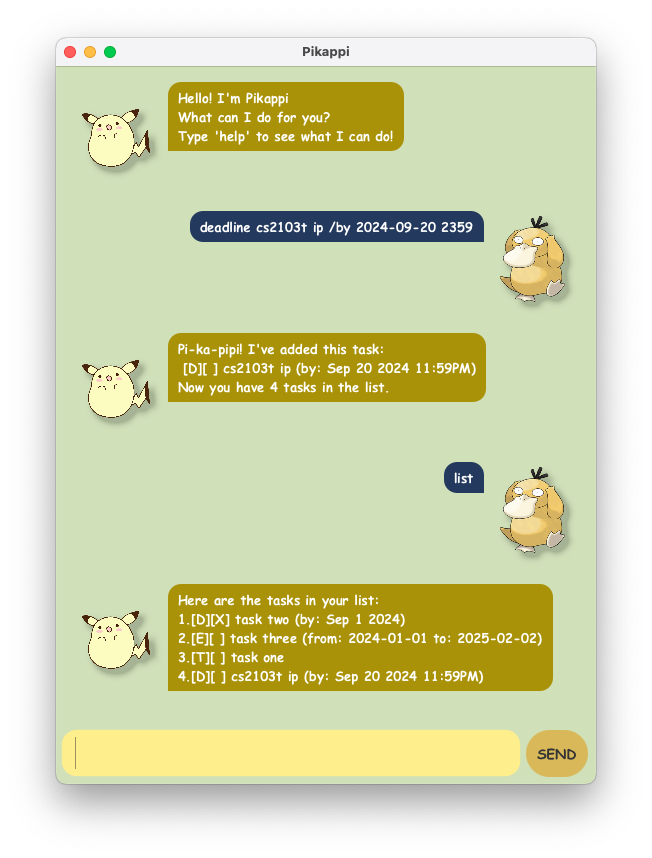 Pikappi
Hello! I'm Pikappi
What can I do for you?
Type 'help' to see what I can do!
deadline cs2103t ip /by 2024-09-20 2359
Pi-ka-pipi! I've added this task:
[D][ ] cs2103t ip (by: Sep 20 2024 11:59PM)
Now you have 4 tasks in the list.
list
Here are the tasks in your list:
1.[D][X] task two (by: Sep 1 2024)
2.[E][ ] task three (from: 2024-01-01 to: 2025-02-02)
3.[T][ ] task one
4.[D][ ] cs2103t ip (by: Sep 20 2024 11:59PM)
SEND